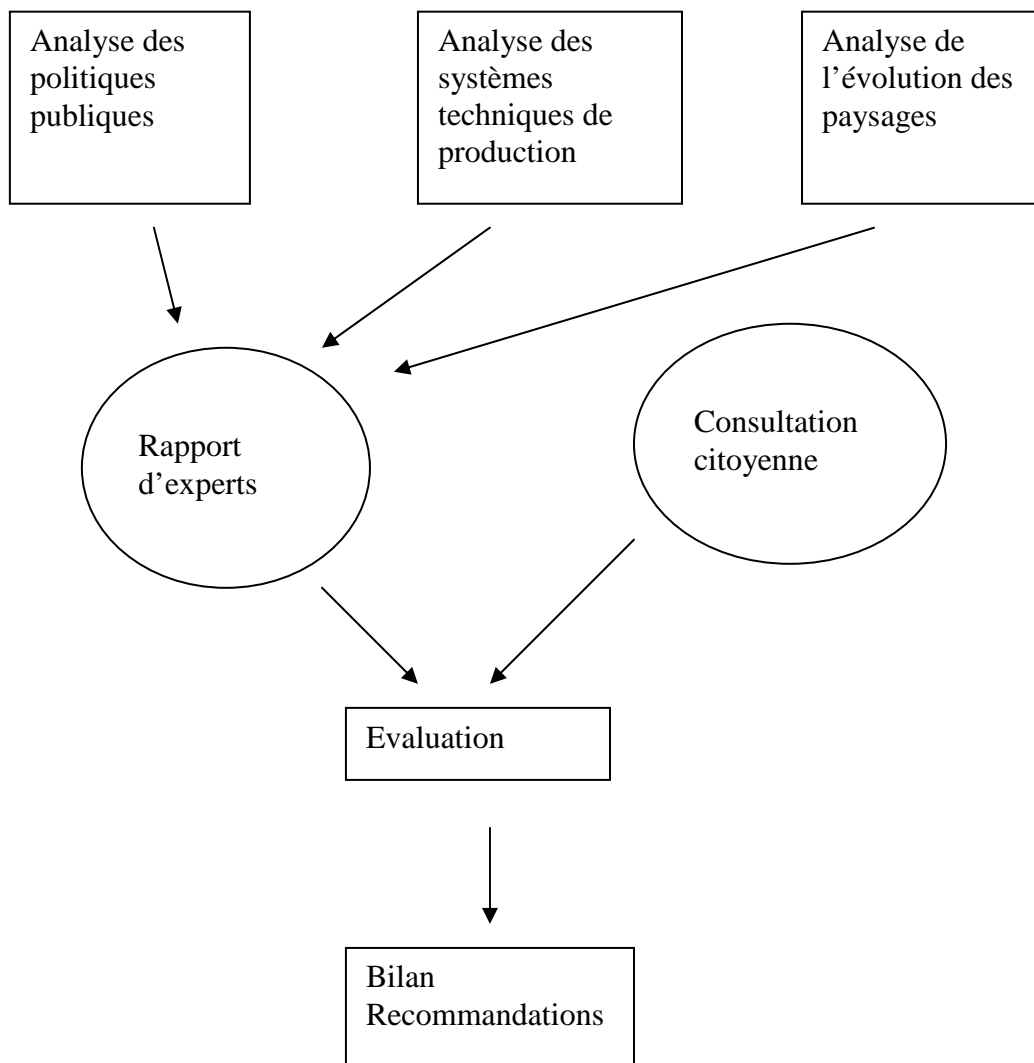 Analyse des
politiques
publiques
Analyse des
systèmes
techniques de
production
Analyse de
l’évolution des
paysages
Rapport
d’experts
Consultation
citoyenne
Evaluation
Bilan
Recommandations